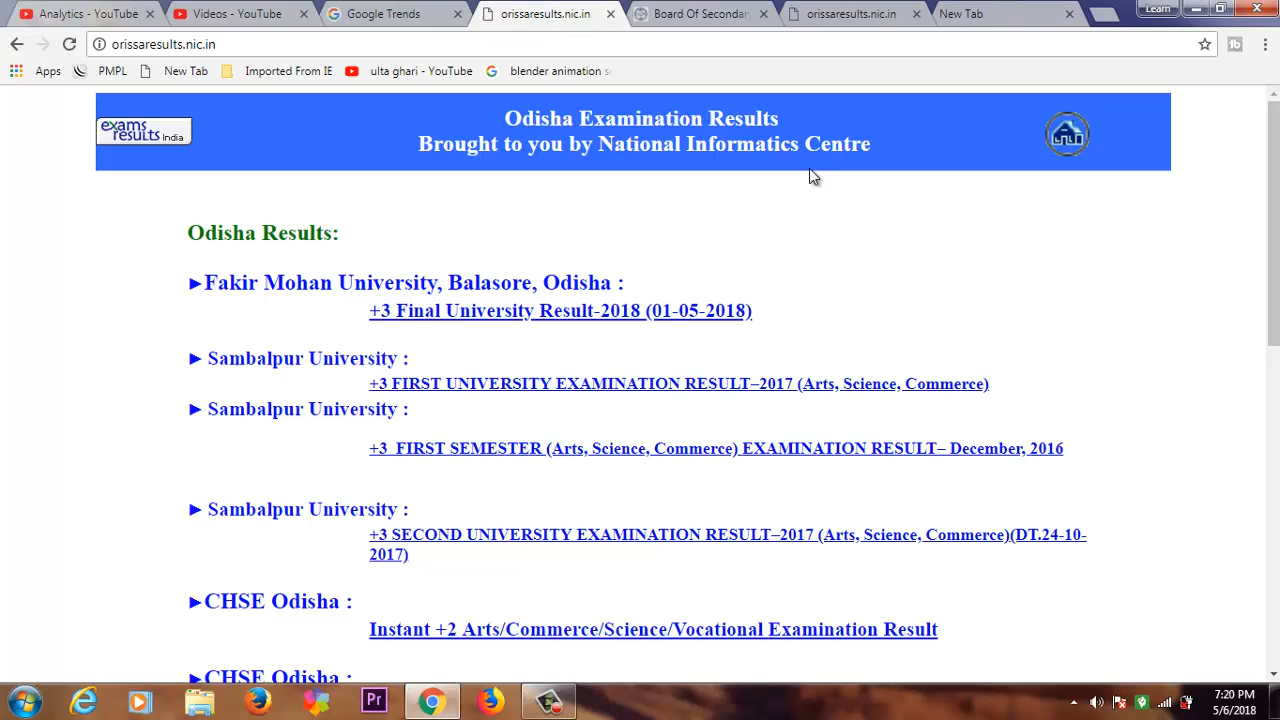 Analytics - YouTube
Videos - YouTube
Google Trends
orissaresults.nic.in
Board Of Secondar
orissaresults.nic.in
New Tab
Learn
orissaresults.nic.in
Apps
PMPL
New Tab
Imported From IE
ulta ghari - YouTube
blender animation
exams
results India
Odisha Examination Results
Brought to you by National Informatics Centre
Odisha Results:
►Fakir Mohan University, Balasore, Odisha :
+3 Final University Result-2018 (01-05-2018)
► Sambalpur University :
+3 FIRST UNIVERSITY EXAMINATION RESULT–2017 (Arts, Science, Commerce)
► Sambalpur University :
+3 FIRST SEMESTER (Arts, Science, Commerce) EXAMINATION RESULT– December, 2016
► Sambalpur University :
+3 SECOND UNIVERSITY EXAMINATION RESULT–2017 (Arts, Science, Commerce)(DT.24-10-
2017)
►CHSE Odisha :
Instant +2 Arts/Commerce/Science/Vocational Examination Result
►CHSE Odisha :
Pr
7:20 PM
5/6/2018